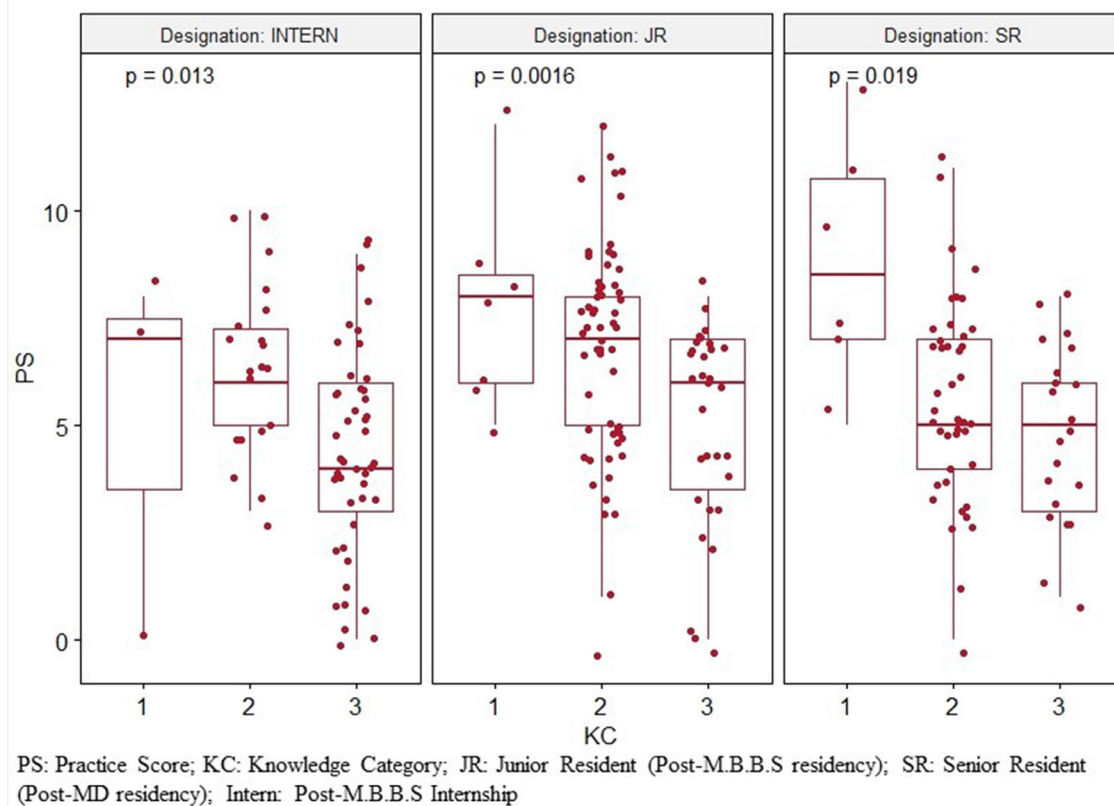 Designation: INTERN
Designation: JR
Designation: SR
p = 0.013
p = 0.0016
p = 0.019
PS
10
5
0
1 2 3
1 2 3
1 2 3
KC
PS: Practice Score; KC: Knowledge Category; JR: Junior Resident (Post-M.B.B.S residency); SR: Senior Resident
(Post-MD residency); Intern: Post-M.B.B.S Internship